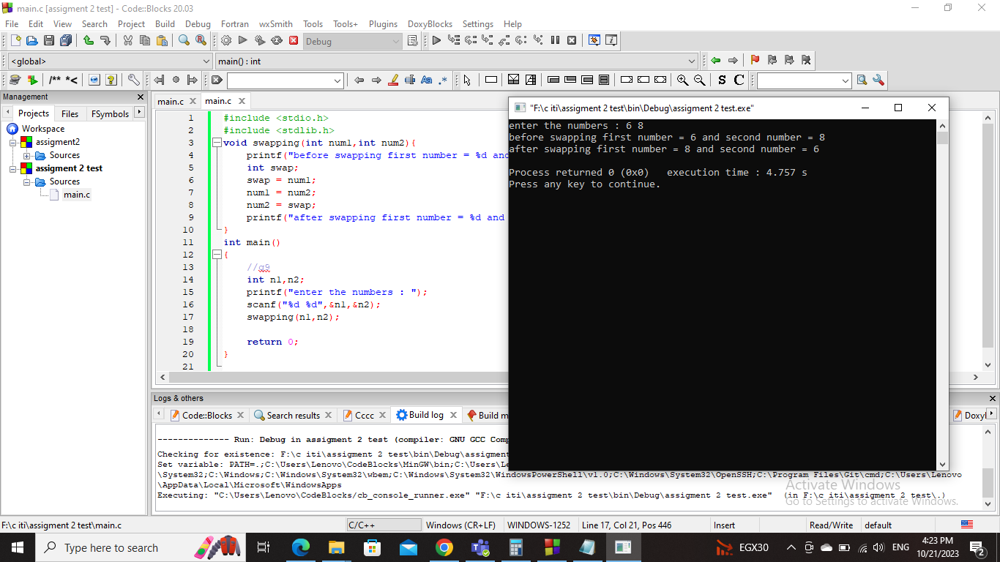 main.c [assigment 2 test] - Code::Blocks 20.03
File Edit View Search Project Build Debug Fortran wxSmith Tools Tools+ Plugins DoxyBlocks Settings Help
Debug
<global>
main() : int
/** *< 
S C
Management
Projects Files FSymbols
Workspace
assigment2
Sources
assigment 2 test
Sources
main.c
main.c main.c
1 #include <stdio.h>
2 #include <stdlib.h>
3 void swapping(int num1,int num2){
4 printf("before swapping first number = %d and
5 int swap;
6 swap = num1;
7 num1 = num2;
8 num2 = swap;
9 printf("after swapping first number = %d and
10 }
11 int main()
12 {
13 //q9
14 int n1,n2;
15 printf("enter the numbers : ");
16 scanf("%d %d",&n1,&n2);
17 swapping(n1,n2);
18
19 return 0;
20 }
21
"F:\c iti\assigment 2 test\bin\Debug\assigment 2 test.exe"
enter the numbers : 6 8
before swapping first number = 6 and second number = 8
after swapping first number = 8 and second number = 6
Process returned 0 (0x0) execution time : 4.757 s
Press any key to continue.
Logs & others
Code::Blocks Search results Cccc Build log Build m Doxyl
-------------- Run: Debug in assigment 2 test (compiler: GNU GCC Comp
Checking for existence: F:\c iti\assigment 2 test\bin\Debug\assigment
Set variable: PATH=.;C:\Users\Lenovo\CodeBlocks\MinGW\bin;C:\Users\Le
\System32;C:\Windows;C:\Windows\System32\wbem;C:\Windows\System32\WindowsPowerShell\v1.0;C:\Windows\System32\OpenSSH;C:\Program Files\Git\cmd;C:\Users\Lenovo
\AppData\Local\Microsoft\WindowsApps
Executing: "C:\Users\Lenovo\CodeBlocks/cb_console_runner.exe" "F:\c iti\assigment 2 test\bin\Debug\assigment 2 test.exe" (in F:\c iti\assigment 2 test\.)
Activate Windows
Go to Settings to activate Windows.
F:\c iti\assigment 2 test\main.c C/C++ Windows (CR+LF) WINDOWS-1252 Line 17, Col 21, Pos 446 Insert Read/Write default
Type here to search
EGX30
ENG
4:23 PM
10/21/2023
2